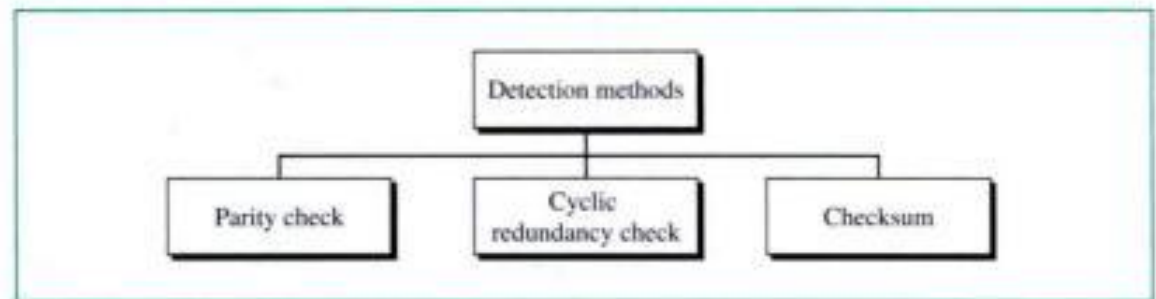 Detection methods
Parity check
Cyclic
redundancy check
Checksum